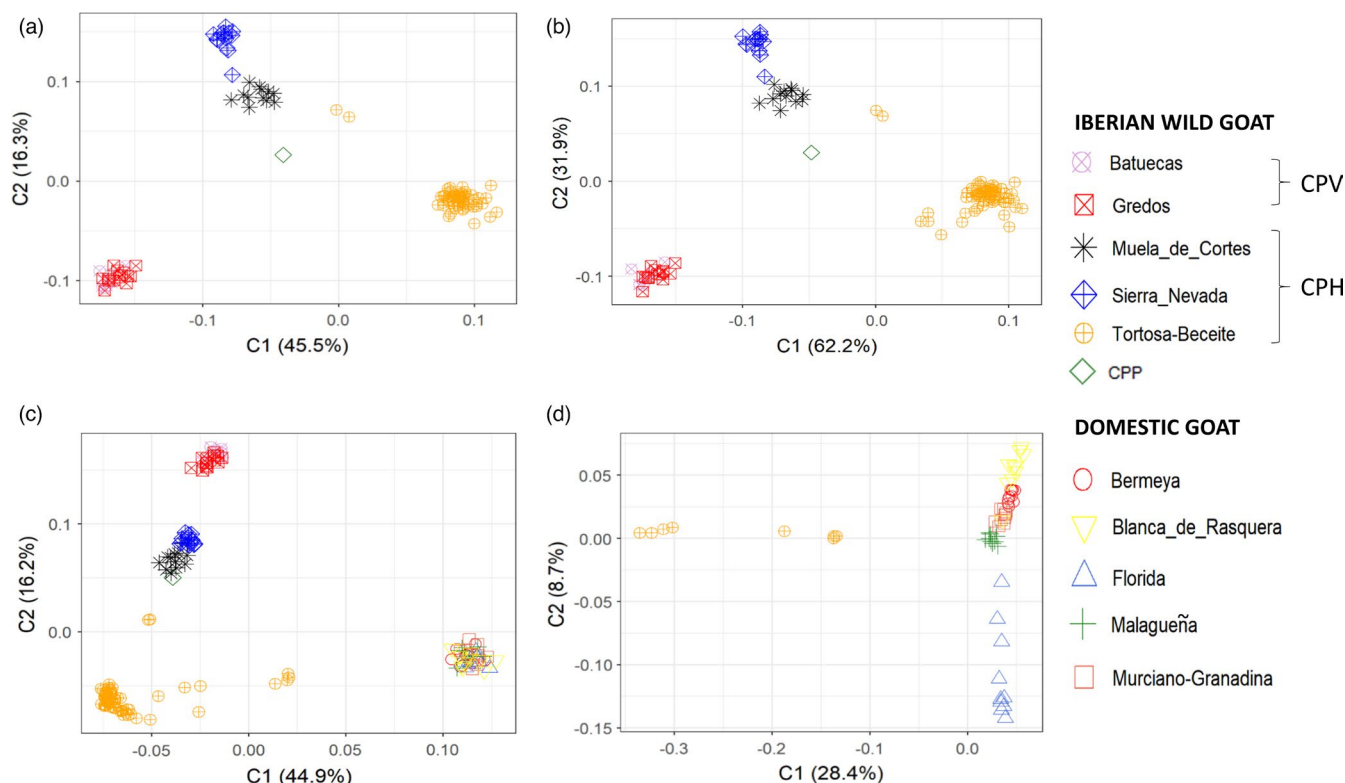 (a)
0.1
0.0
-0.1
-0.1
0.0
0.1
C2 (16.3%)
C1 (45.5%)
(b)
0.1
0.0
-0.1
-0.1
0.0
0.1
C2 (31.9%)
C1 (62.2%)
(c)
0.1
0.0
-0.05
0.00
0.05
0.10
C2 (16.2%)
C1 (44.9%)
(d)
0.05
0.00
-0.05
-0.10
-0.15
-0.3
-0.2
-0.1
0.0
C2 (8.7%)
C1 (28.4%)
IBERIAN WILD GOAT
Batuecas
Gredos
CPV
Muela_de_Cortes
Sierra_Nevada
Tortosa-Beceite
CPH
CPP
DOMESTIC GOAT
Bermeya
Blanca_de_Rasquera
Florida
Malagueña
Murciano-Granadina